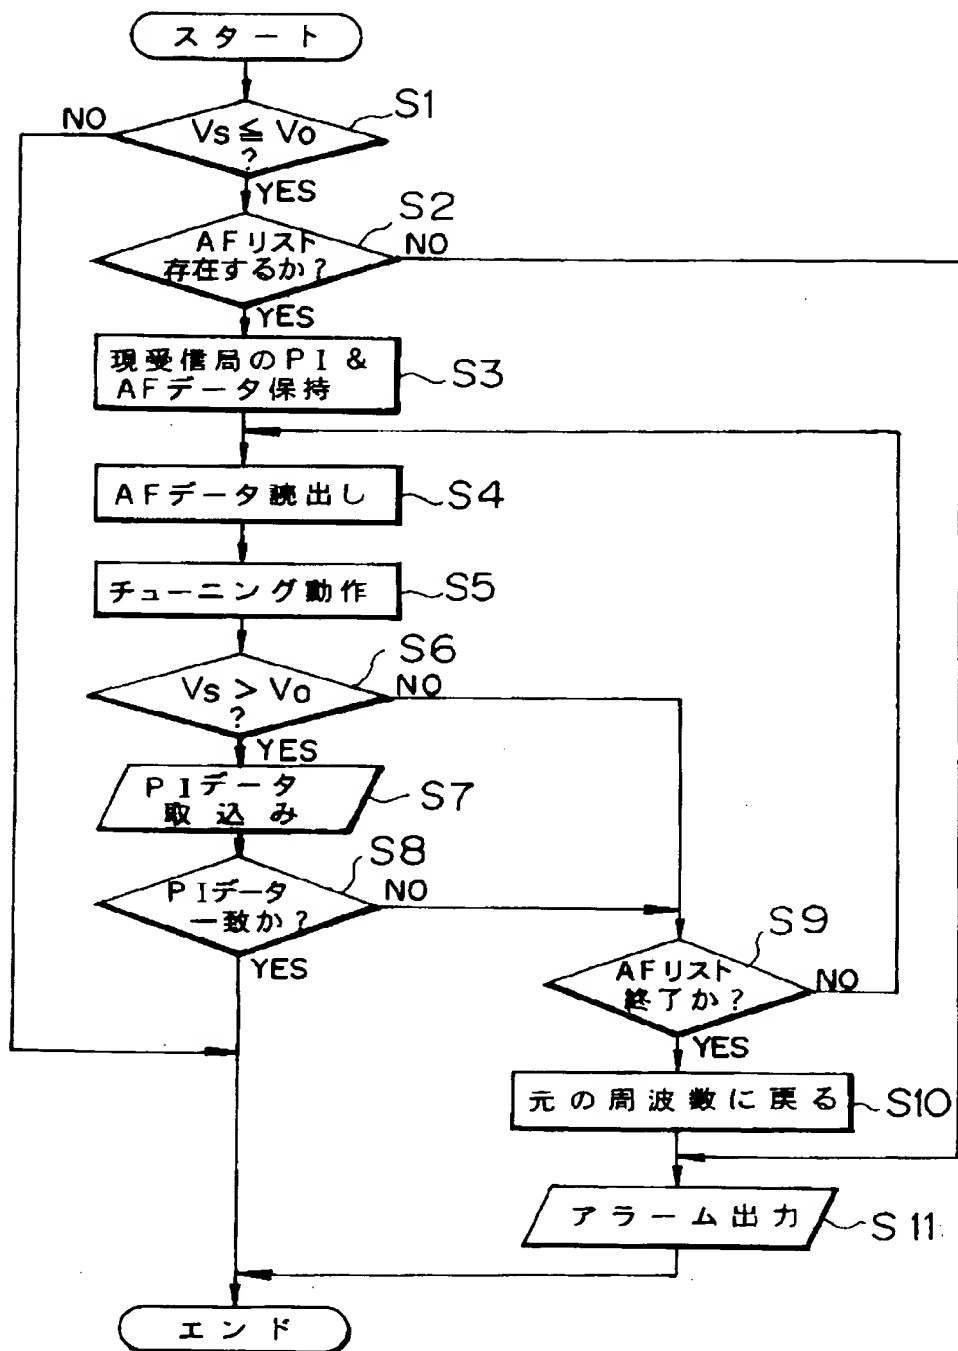 スタート
S1
NO
Vs≦Vo
?
YES
S2
AFリスト
存在するか?
NO
YES
現受信局のPI&
AFデータ保持
S3
AFデータ読出し
S4
チューニング動作
S5
S6
Vs>Vo
?
NO
YES
PIデータ
取込み
S7
S8
PIデータ
一致か?
NO
YES
S9
AFリスト
終了か?
NO
YES
元の周波数に戻る
S10
アラーム出力
S11
エンド